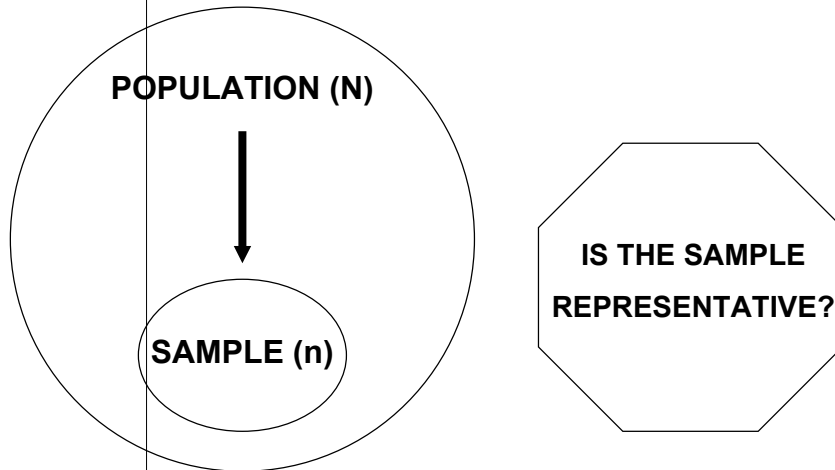 POPULATION (N)
SAMPLE (n)
IS THE SAMPLE
REPRESENTATIVE?